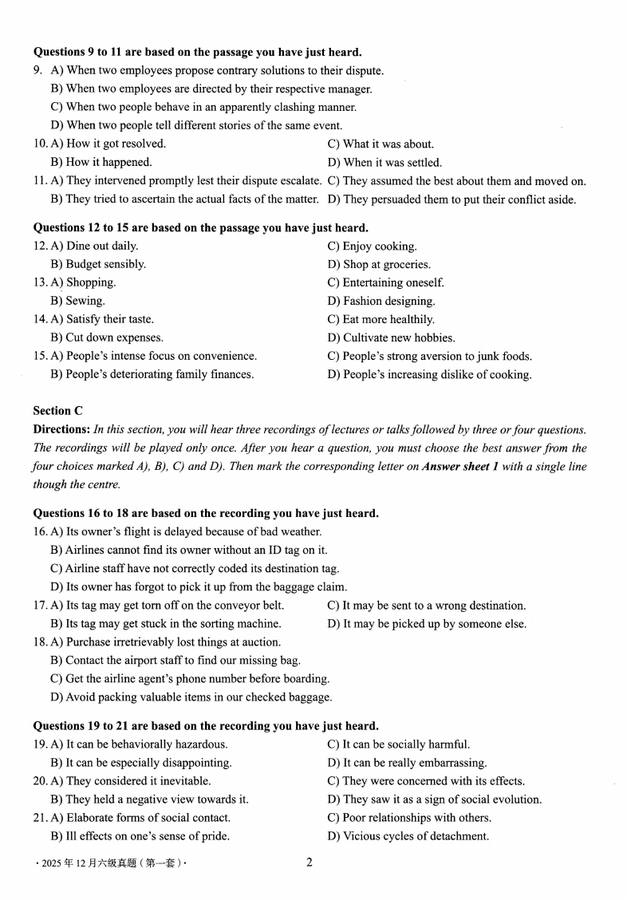 Questions 9 to 11 are based on the passage you have just heard.
9. A) When two employees propose contrary solutions to their dispute.
B) When two employees are directed by their respective manager.
C) When two people behave in an apparently clashing manner.
D) When two people tell different stories of the same event.
10. A) How it got resolved. C) What it was about.
B) How it happened. D) When it was settled.
11. A) They intervened promptly lest their dispute escalate. C) They assumed the best about them and moved on.
B) They tried to ascertain the actual facts of the matter. D) They persuaded them to put their conflict aside.
Questions 12 to 15 are based on the passage you have just heard.
12. A) Dine out daily. C) Enjoy cooking.
B) Budget sensibly. D) Shop at groceries.
13. A) Shopping. C) Entertaining oneself.
B) Sewing. D) Fashion designing.
14. A) Satisfy their taste. C) Eat more healthily.
B) Cut down expenses. D) Cultivate new hobbies.
15. A) People's intense focus on convenience. C) People's strong aversion to junk foods.
B) People's deteriorating family finances. D) People's increasing dislike of cooking.
Section C
Directions: In this section, you will hear three recordings of lectures or talks followed by three or four questions.
The recordings will be played only once. After you hear a question, you must choose the best answer from the
four choices marked A), B), C) and D). Then mark the corresponding letter on Answer sheet 1 with a single line
though the centre.
Questions 16 to 18 are based on the recording you have just heard.
16. A) Its owner's flight is delayed because of bad weather.
B) Airlines cannot find its owner without an ID tag on it.
C) Airline staff have not correctly coded its destination tag.
D) Its owner has forgot to pick it up from the baggage claim.
17. A) Its tag may get torn off on the conveyor belt. C) It may be sent to a wrong destination.
B) Its tag may get stuck in the sorting machine. D) It may be picked up by someone else.
18. A) Purchase irretrievably lost things at auction.
B) Contact the airport staff to find our missing bag.
C) Get the airline agent's phone number before boarding.
D) Avoid packing valuable items in our checked baggage.
Questions 19 to 21 are based on the recording you have just heard.
19. A) It can be behaviorally hazardous. C) It can be socially harmful.
B) It can be especially disappointing. D) It can be really embarrassing.
20. A) They considered it inevitable. C) They were concerned with its effects.
B) They held a negative view towards it. D) They saw it as a sign of social evolution.
21. A) Elaborate forms of social contact. C) Poor relationships with others.
B) Ill effects on one's sense of pride. D) Vicious cycles of detachment.
· 2025 年 12 月六级真题（第一套）· 2